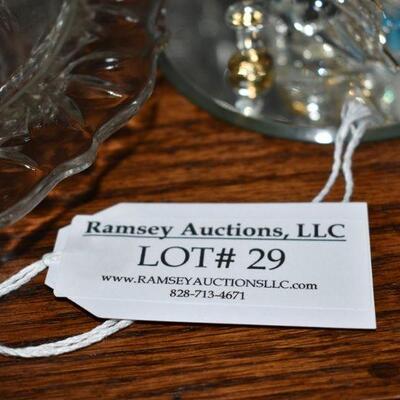 Ramsey Auctions, LLC
LOT# 29
www.RAMSEYAUCTIONSLLC.com
828-713-4671